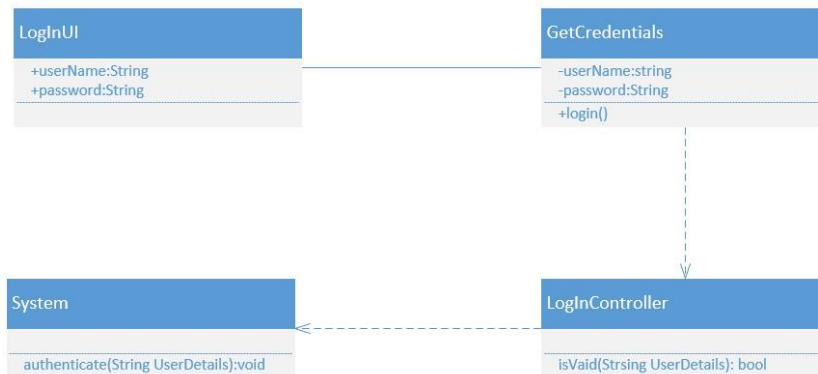 LogInUI
+userName:String
+password:String
GetCredentials
-userName:string
-password:String
+login()
System
authenticate(String UserDetails):void
LogInController
isVaid(Strsing UserDetails): bool